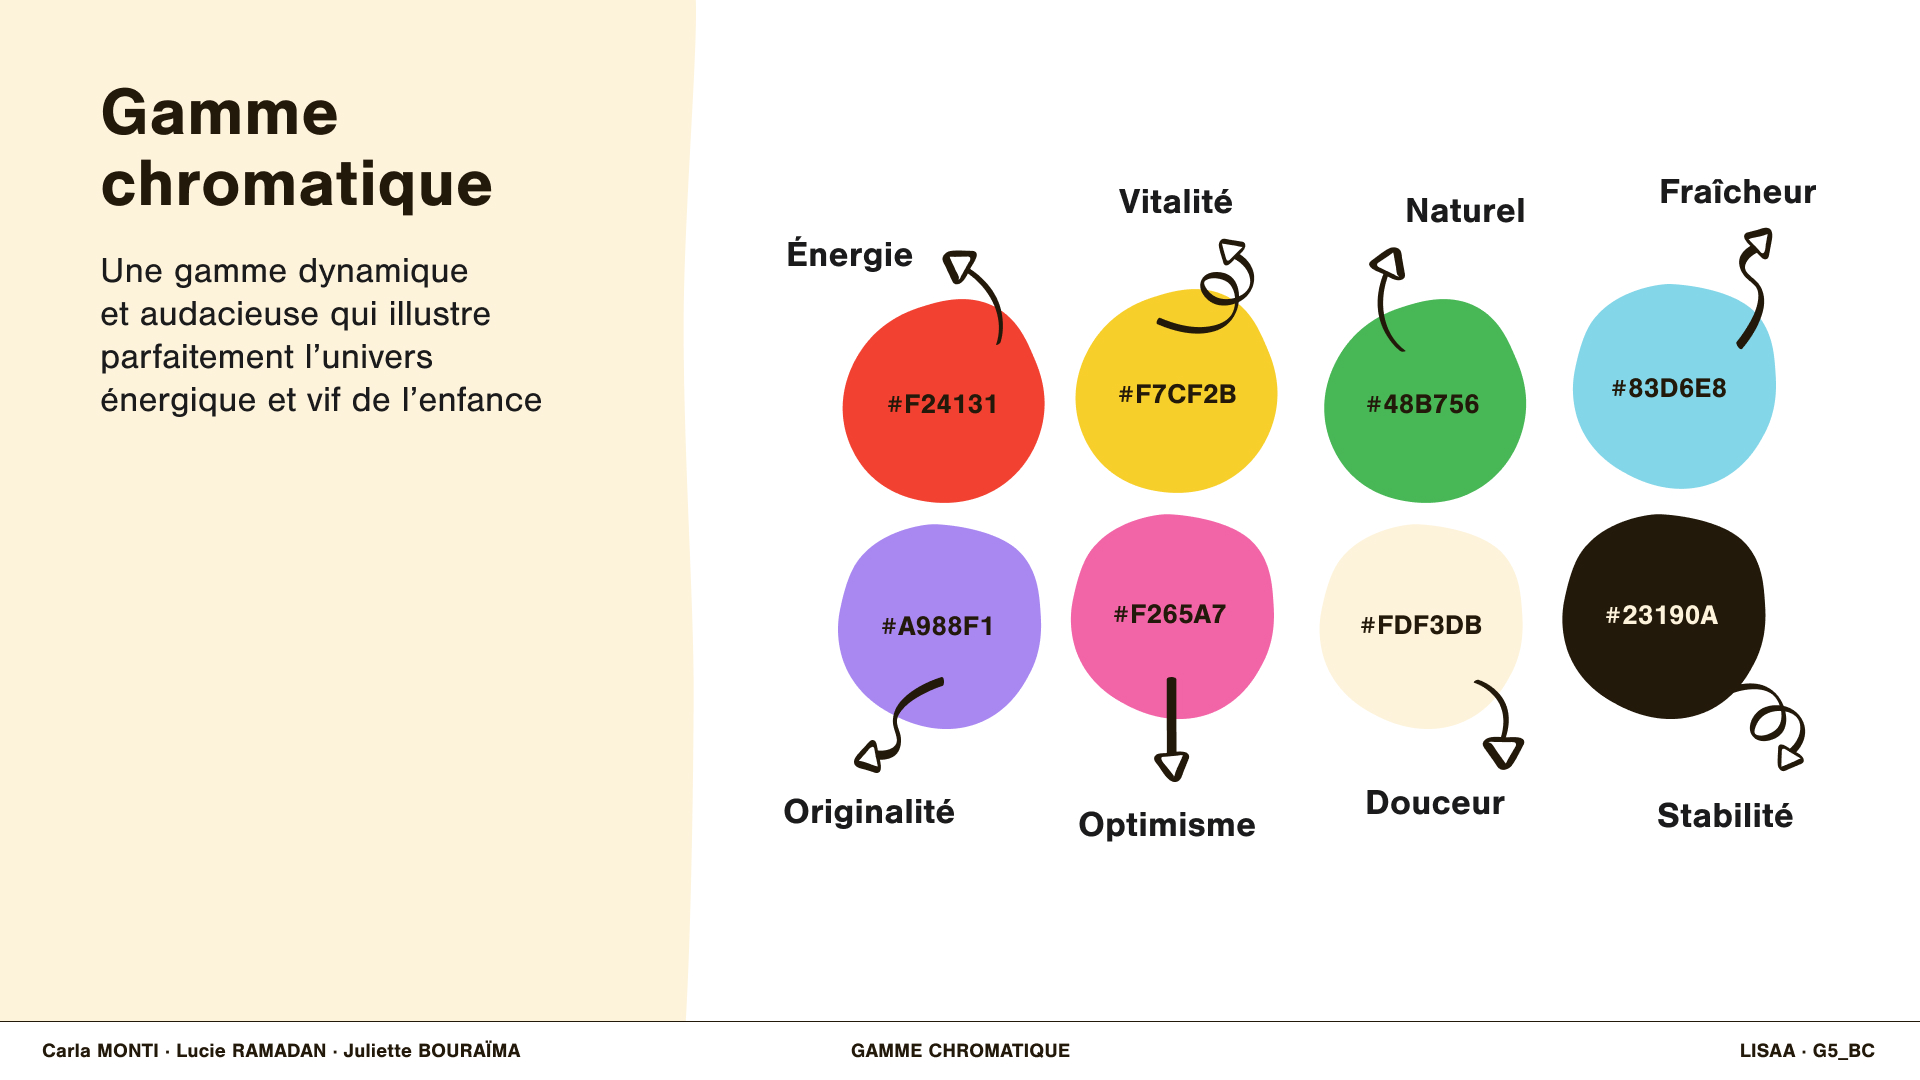 Gamme
chromatique
Une gamme dynamique
et audacieuse qui illustre
parfaitement l’univers
énergique et vif de l’enfance
Énergie
Vitalité
Naturel
Fraîcheur
#F24131
#F7CF2B
#48B756
#83D6E8
#A988F1
#F265A7
#FDF3DB
#23190A
Originalité
Optimisme
Douceur
Stabilité
Carla MONTI · Lucie RAMADAN · Juliette BOURAÏMA
GAMME CHROMATIQUE
LISAA · G5_BC